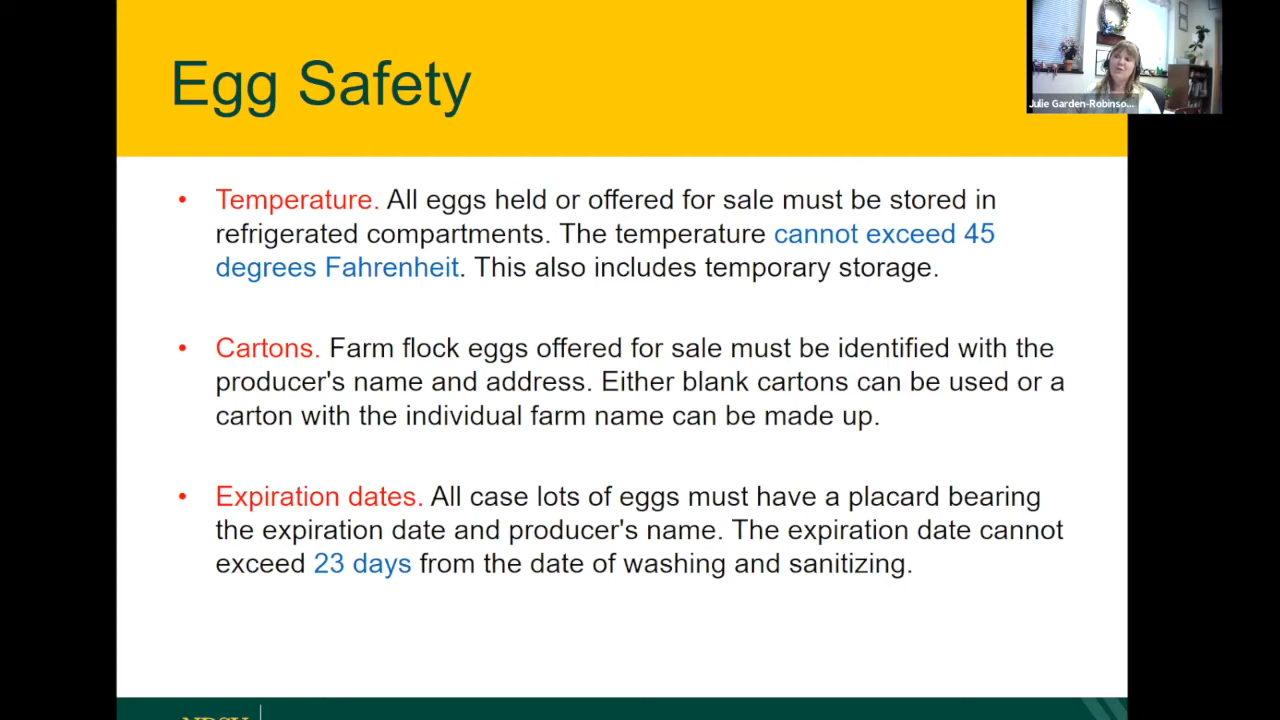 Egg Safety
Julie Garden-Robinso...
• Temperature. All eggs held or offered for sale must be stored in
refrigerated compartments. The temperature cannot exceed 45
degrees Fahrenheit. This also includes temporary storage.
• Cartons. Farm flock eggs offered for sale must be identified with the
producer's name and address. Either blank cartons can be used or a
carton with the individual farm name can be made up.
• Expiration dates. All case lots of eggs must have a placard bearing
the expiration date and producer's name. The expiration date cannot
exceed 23 days from the date of washing and sanitizing.